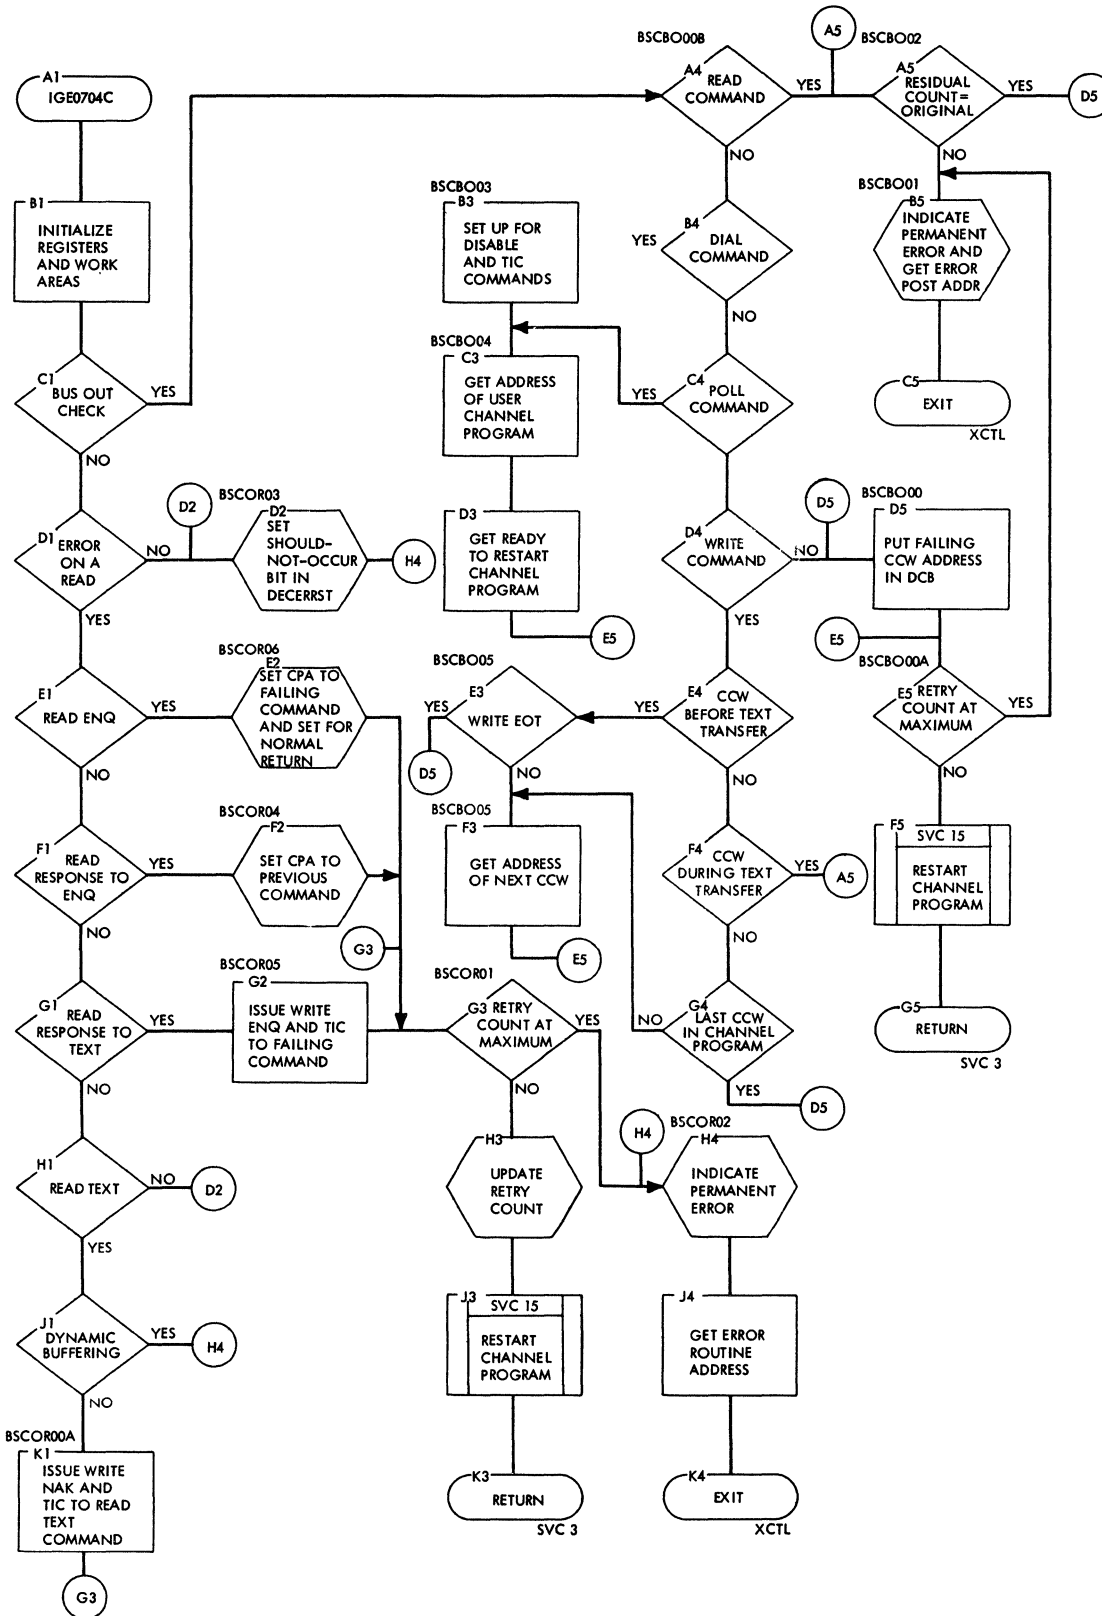 A1
IGE0704C
B1
INITIALIZE
REGISTERS
AND WORK
AREAS
C1
BUS OUT
CHECK
YES
NO
D1
ERROR
ON A
READ
NO
YES
D2
BSCOR03
D2
SET
SHOULD-
NOT-OCCUR
BIT IN
DECERRST
H4
E1
READ ENQ
YES
NO
BSCOR06
E2
SET CPA TO
FAILING
COMMAND
AND SET FOR
NORMAL
RETURN
F1
READ
RESPONSE TO
ENQ
YES
NO
BSCOR04
F2
SET CPA TO
PREVIOUS
COMMAND
G3
G1
READ
RESPONSE TO
TEXT
YES
NO
BSCOR05
G2
ISSUE WRITE
ENQ AND TIC
TO FAILING
COMMAND
H1
READ TEXT
NO
D2
YES
J1
DYNAMIC
BUFFERING
YES
H4
NO
BSCOR00A
K1
ISSUE WRITE
NAK AND
TIC TO READ
TEXT
COMMAND
G3
BSCBO03
B3
SET UP FOR
DISABLE
AND TIC
COMMANDS
BSCBO04
C3
GET ADDRESS
OF USER
CHANNEL
PROGRAM
D3
GET READY
TO RESTART
CHANNEL
PROGRAM
E5
BSCBO05
E3
WRITE EOT
YES
D5
NO
BSCBO05
F3
GET ADDRESS
OF NEXT CCW
E5
BSCOR01
G3
RETRY
COUNT AT
MAXIMUM
YES
NO
H3
UPDATE
RETRY
COUNT
J3
SVC 15
RESTART
CHANNEL
PROGRAM
K3
RETURN
SVC 3
BSCBO00B
A4
READ
COMMAND
YES
NO
B4
DIAL
COMMAND
YES
NO
C4
POLL
COMMAND
YES
D4
WRITE
COMMAND
NO
YES
E4
CCW
BEFORE TEXT
TRANSFER
YES
NO
F4
CCW
DURING TEXT
TRANSFER
YES
A5
NO
G4
LAST CCW
IN CHANNEL
PROGRAM
NO
YES
D5
H4
BSCOR02
H4
INDICATE
PERMANENT
ERROR
J4
GET ERROR
ROUTINE
ADDRESS
K4
EXIT
XCTL
A5
BSCBO02
A5
RESIDUAL
COUNT=
ORIGINAL
YES
D5
NO
BSCBO01
B5
INDICATE
PERMANENT
ERROR AND
GET ERROR
POST ADDR
C5
EXIT
XCTL
D5
BSCBO00
D5
PUT FAILING
CCW ADDRESS
IN DCB
E5
BSCBO00A
E5
RETRY
COUNT AT
MAXIMUM
YES
NO
F5
SVC 15
RESTART
CHANNEL
PROGRAM
G5
RETURN
SVC 3